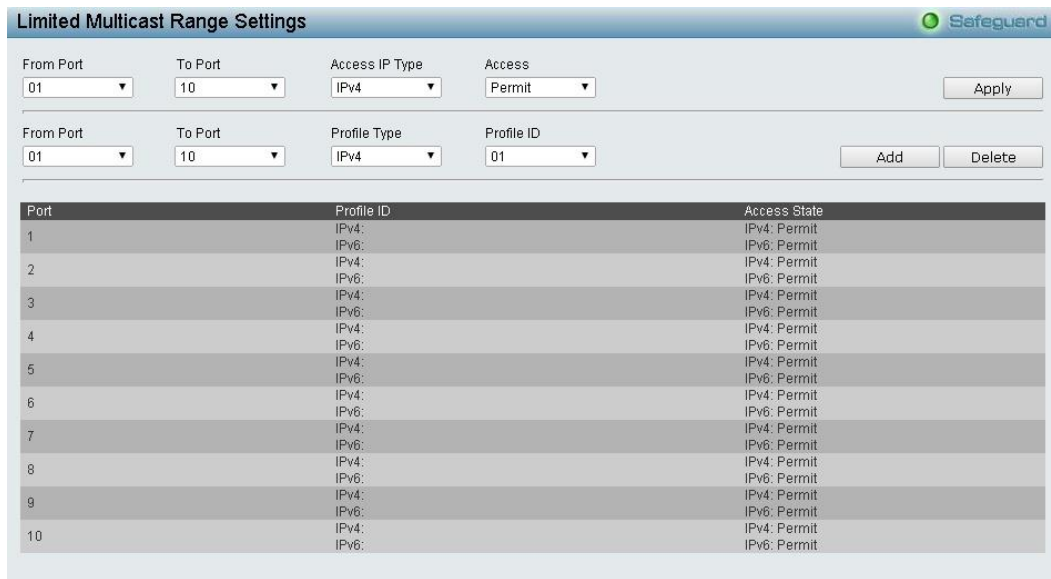 Limited Multicast Range Settings Safeguard
From Port To Port Access IP Type Access
01 10 IPv4 Permit Apply
From Port To Port Profile Type Profile ID
01 10 IPv4 01 Add Delete
Port Profile ID Access State
1 IPv4: IPv4: Permit
IPv6: IPv6: Permit
2 IPv4: IPv4: Permit
IPv6: IPv6: Permit
3 IPv4: IPv4: Permit
IPv6: IPv6: Permit
4 IPv4: IPv4: Permit
IPv6: IPv6: Permit
5 IPv4: IPv4: Permit
IPv6: IPv6: Permit
6 IPv4: IPv4: Permit
IPv6: IPv6: Permit
7 IPv4: IPv4: Permit
IPv6: IPv6: Permit
8 IPv4: IPv4: Permit
IPv6: IPv6: Permit
9 IPv4: IPv4: Permit
IPv6: IPv6: Permit
10 IPv4: IPv4: Permit
IPv6: IPv6: Permit